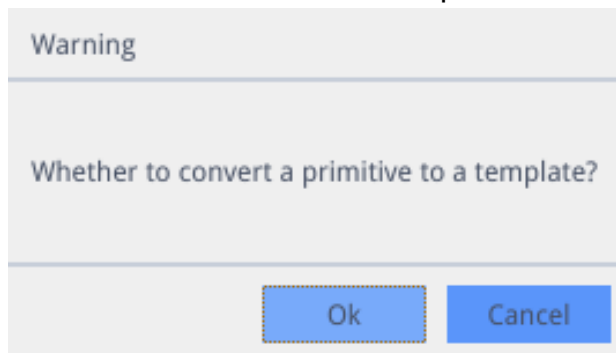 Warning
Whether to convert a primitive to a template?
Ok
Cancel